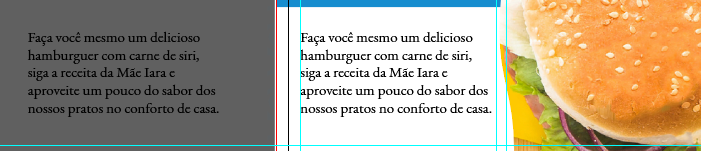 Faça você mesmo um delicioso
hamburguer com carne de siri,
siga a receita da Mãe Iara e
aproveite um pouco do sabor dos
nossos pratos no conforto de casa.
Faça você mesmo um delicioso
hamburguer com carne de siri,
siga a receita da Mãe Iara e
aproveite um pouco do sabor dos
nossos pratos no conforto de casa.